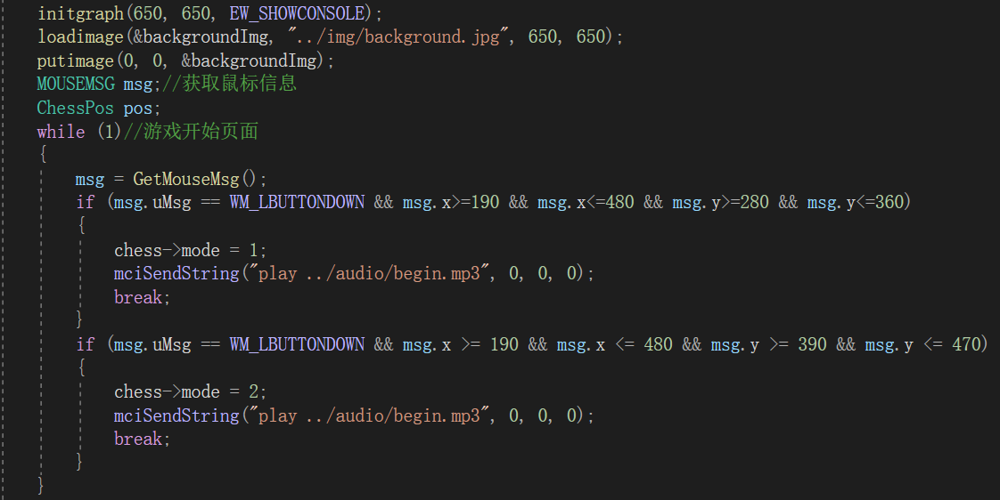 initgraph(650, 650, EW_SHOWCONSOLE);
loadimage(&backgroundImg, "../img/background.jpg", 650, 650);
putimage(0, 0, &backgroundImg);
MOUSEMSG msg;//获取鼠标信息
ChessPos pos;
while (1)//游戏开始页面
{
msg = GetMouseMsg();
if (msg.uMsg == WM_LBUTTONDOWN && msg.x>=190 && msg.x<=480 && msg.y>=280 && msg.y<=360)
{
chess->mode = 1;
mciSendString("play ../audio/begin.mp3", 0, 0, 0);
break;
}
if (msg.uMsg == WM_LBUTTONDOWN && msg.x >= 190 && msg.x <= 480 && msg.y >= 390 && msg.y <= 470)
{
chess->mode = 2;
mciSendString("play ../audio/begin.mp3", 0, 0, 0);
break;
}
}